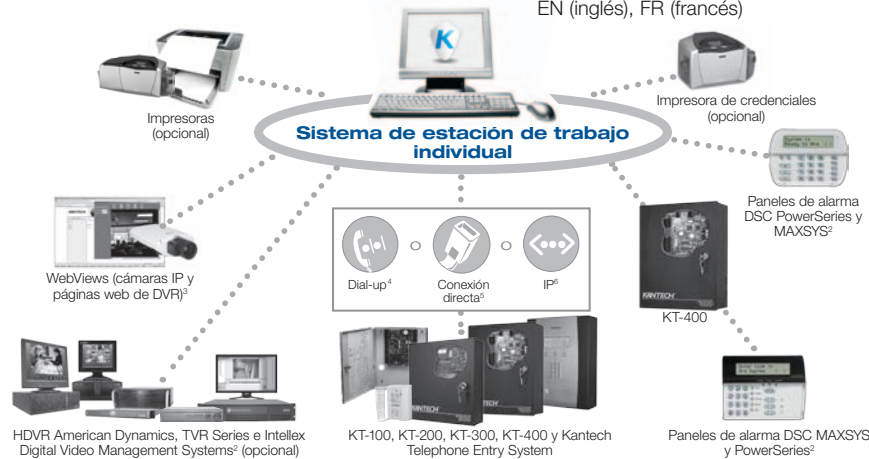 EN (inglés), FR (francés)
K
Impresoras
(opcional)
Impresora de credenciales
(opcional)
Sistema de estación de trabajo
individual
Paneles de alarma
DSC PowerSeries y
MAXSYS²
WebViews (cámaras IP y
páginas web de DVR)³
Dial-up⁴
o
Conexión
directa⁵
o
IP⁶
KANTECH
KT-400
KANTECH
HDVR American Dynamics, TVR Series e Intellex
Digital Video Management Systems² (opcional)
KT-100, KT-200, KT-300, KT-400 y Kantech
Telephone Entry System
Paneles de alarma DSC MAXSYS
y PowerSeries²